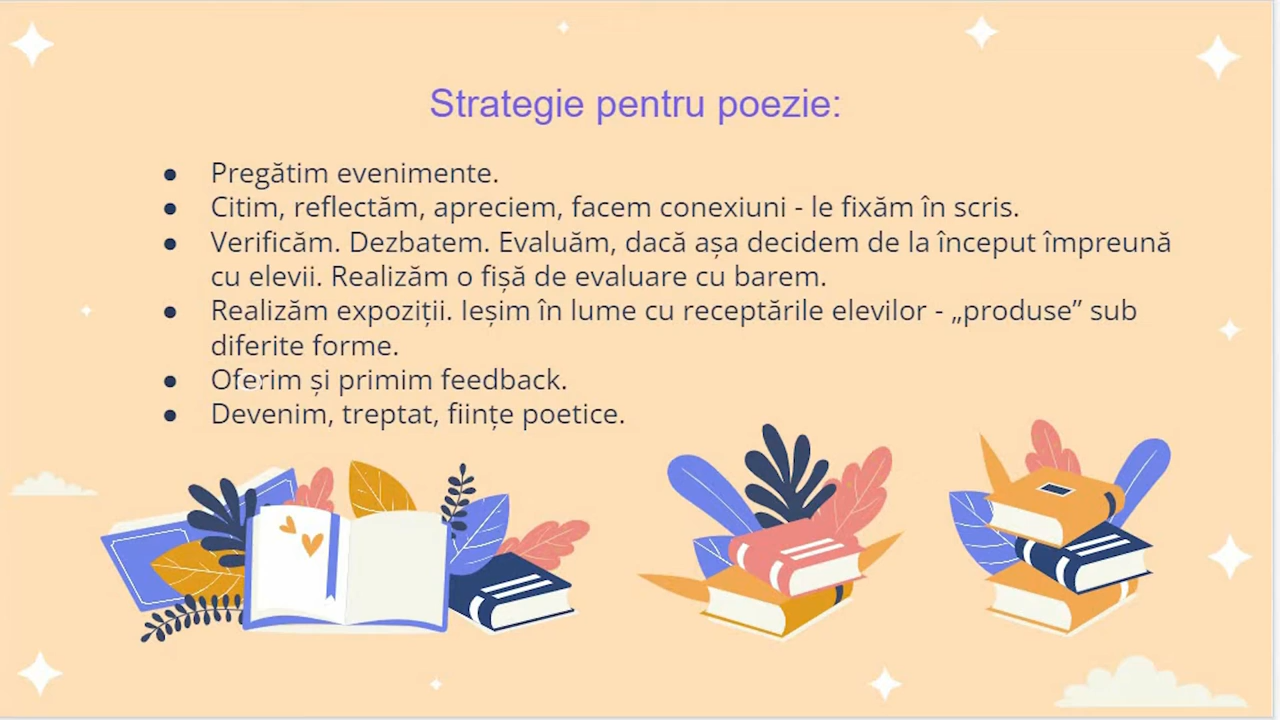 Strategie pentru poezie:
● Pregătim evenimente.
● Citim, reflectăm, apreciem, facem conexiuni - le fixăm în scris.
● Verificăm. Dezbatem. Evaluăm, dacă așa decidem de la început împreună
cu elevii. Realizăm o fișă de evaluare cu barem.
● Realizăm expoziții. Ieșim în lume cu receptările elevilor - „produse” sub
diferite forme.
● Oferim și primim feedback.
● Devenim, treptat, ființe poetice.